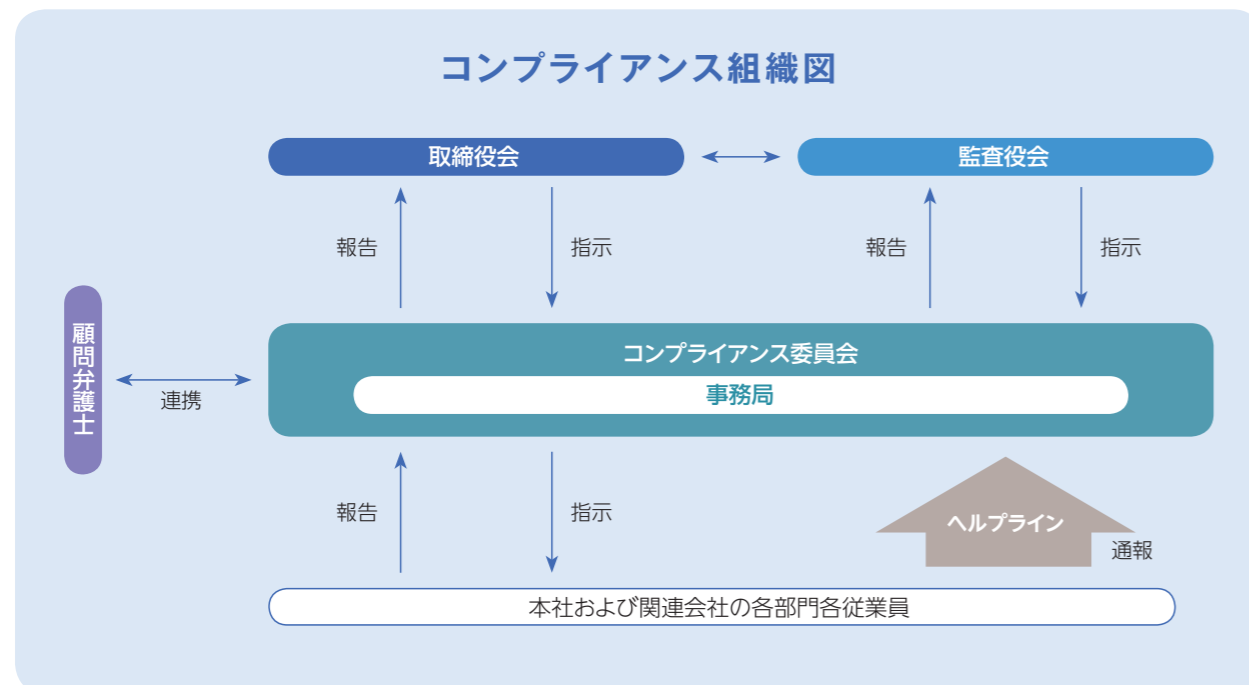 コンプライアンス組織図
取締役会
監査役会
報告
指示
報告
指示
顧問弁護士
連携
コンプライアンス委員会
事務局
報告
指示
ヘルプライン
通報
本社および関連会社の各部門各従業員